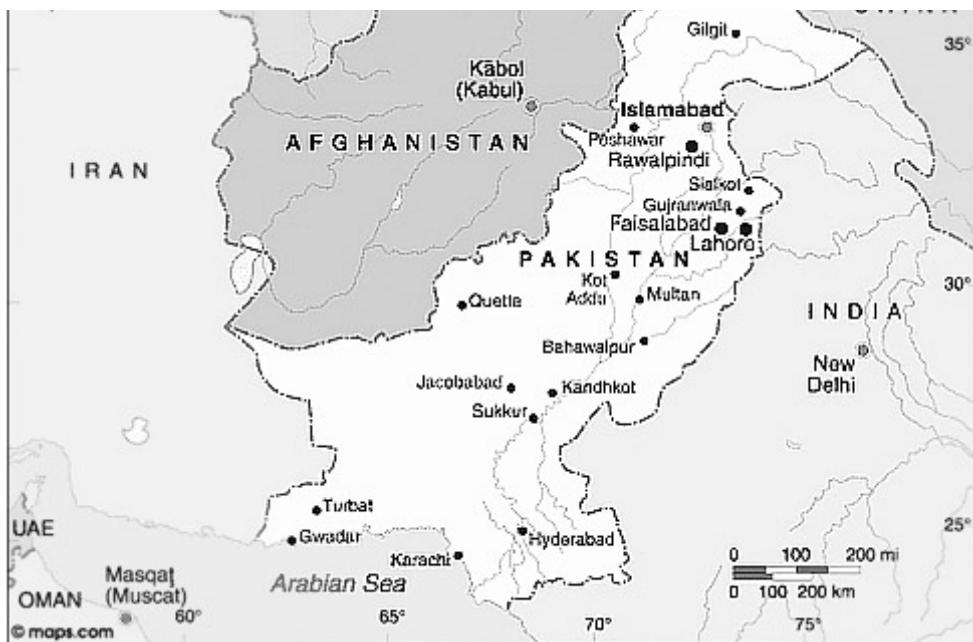 Gilgit
35°
Kābol
(Kabul)
Islamabad
AFGHANISTAN
Peshawar
Rawalpindi
IRAN
Sialkot
Gujranwala
Faisalabad
Lahore
PAKISTAN
Kot
Addu
Multan
30°
Quetta
INDIA
Bahawalpur
New
Delhi
Jacobabad
Kandhkot
Sukkur
Turbat
25°
UAE
Gwadar
Hyderabad
Karachi
0 100 200 mi
Masqaţ
(Muscat)
Arabian Sea
0 100 200 km
OMAN
60°
65°
70°
75°
© maps.com